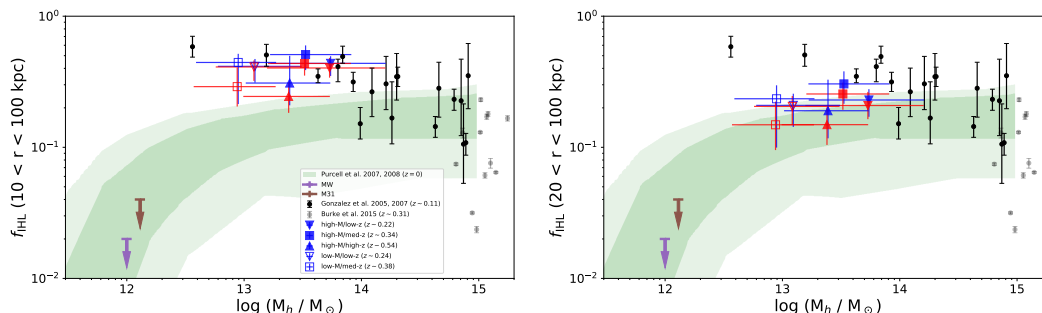 10⁰
10⁻¹
10⁻²
f_IHL (10 < r < 100 kpc)
12
13
14
15
log (M_h / M_⊙)
Purcell et al. 2007, 2008 (z=0)
MW
M31
Gonzalez et al. 2005, 2007 (z~0.11)
Burke et al. 2015 (z~0.31)
high-M/low-z (z~0.22)
high-M/med-z (z~0.34)
high-M/high-z (z~0.54)
low-M/low-z (z~0.24)
low-M/med-z (z~0.38)
10⁰
10⁻¹
10⁻²
f_IHL (20 < r < 100 kpc)
12
13
14
15
log (M_h / M_⊙)